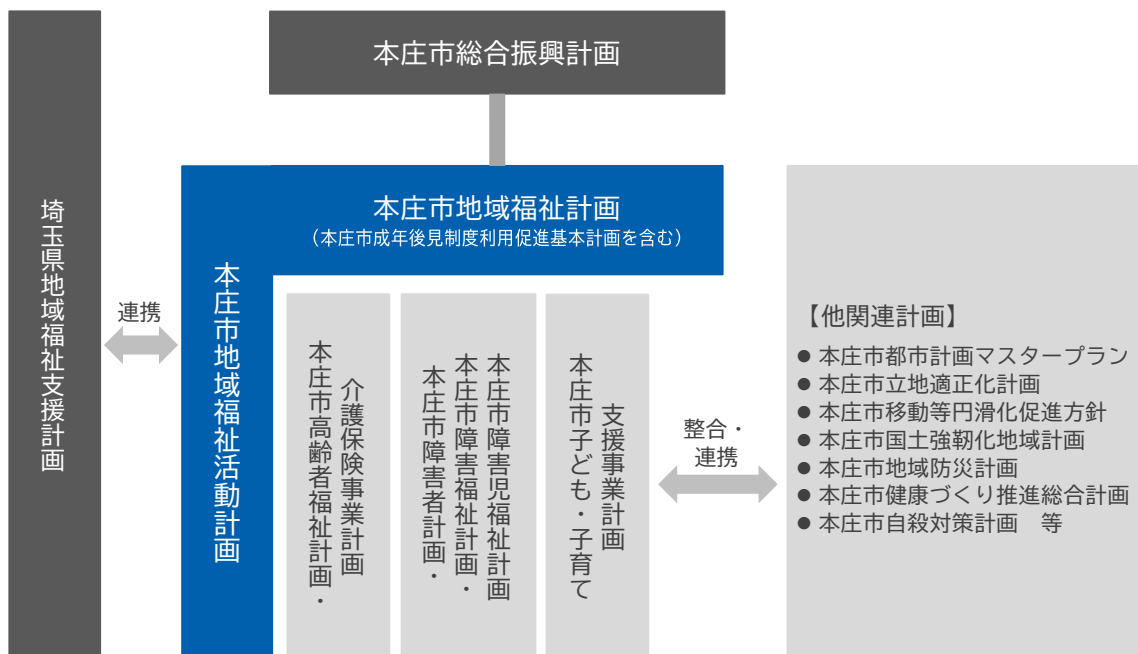 本庄市総合振興計画
埼玉県地域福祉支援計画
連携
本庄市地域福祉計画
（本庄市成年後見制度利用促進基本計画を含む）
本庄市地域福祉活動計画
本庄市高齢者福祉計画・
介護保険事業計画
本庄市障害者計画・
本庄市障害福祉計画・
本庄市障害児福祉計画
本庄市子ども・子育て
支援事業計画
整合・
連携
【他関連計画】
● 本庄市都市計画マスタープラン
● 本庄市立地適正化計画
● 本庄市移動等円滑化促進方針
● 本庄市国土強靭化地域計画
● 本庄市地域防災計画
● 本庄市健康づくり推進総合計画
● 本庄市自殺対策計画　等